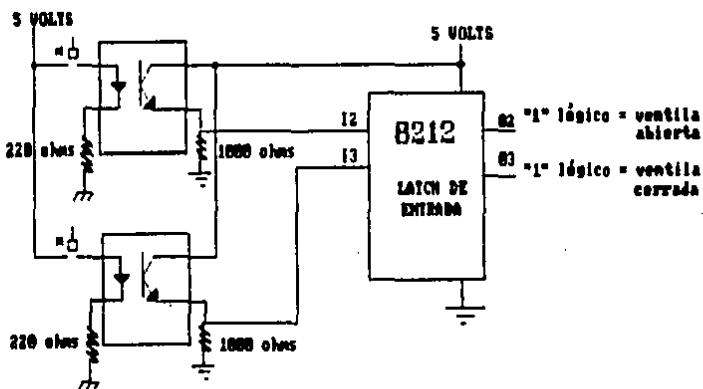 5 VOLTS
5 VOLTS
I2
8212
02 "1" lógico = ventila
abierta
220 ohms
1000 ohms
I3
03 "1" lógico = ventila
cerrada
LATCH DE
ENTRADA
220 ohms
1000 ohms